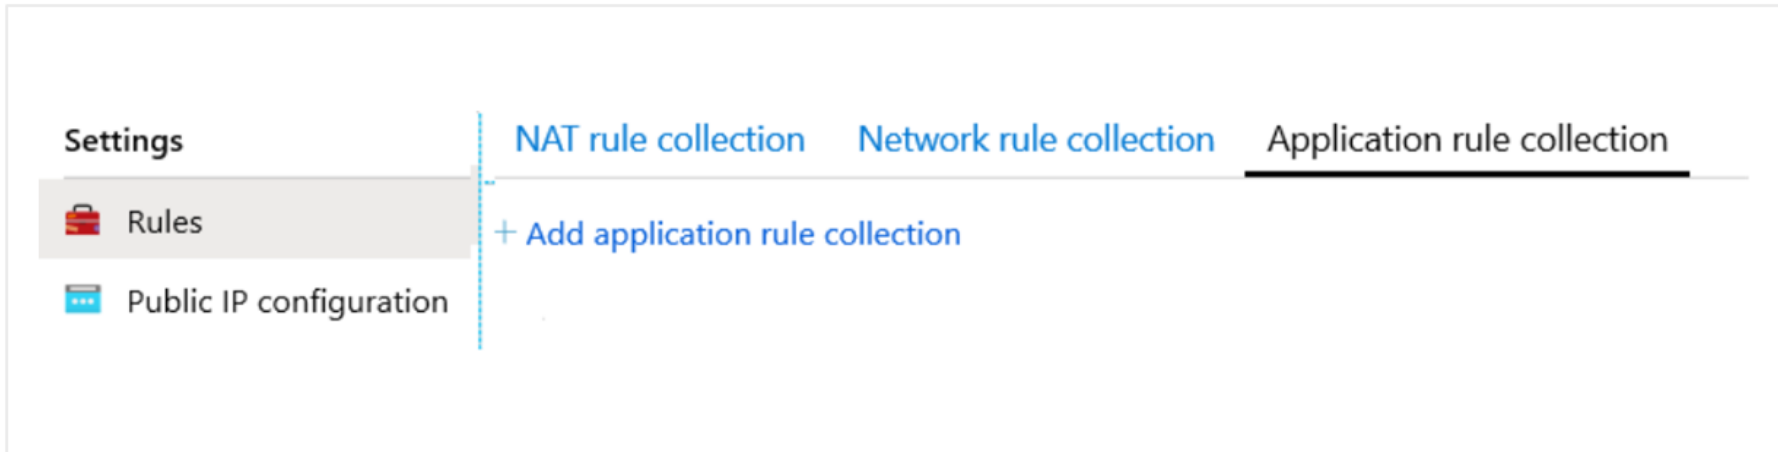 Settings
Rules
Public IP configuration
NAT rule collection
Network rule collection
Application rule collection
+ Add application rule collection